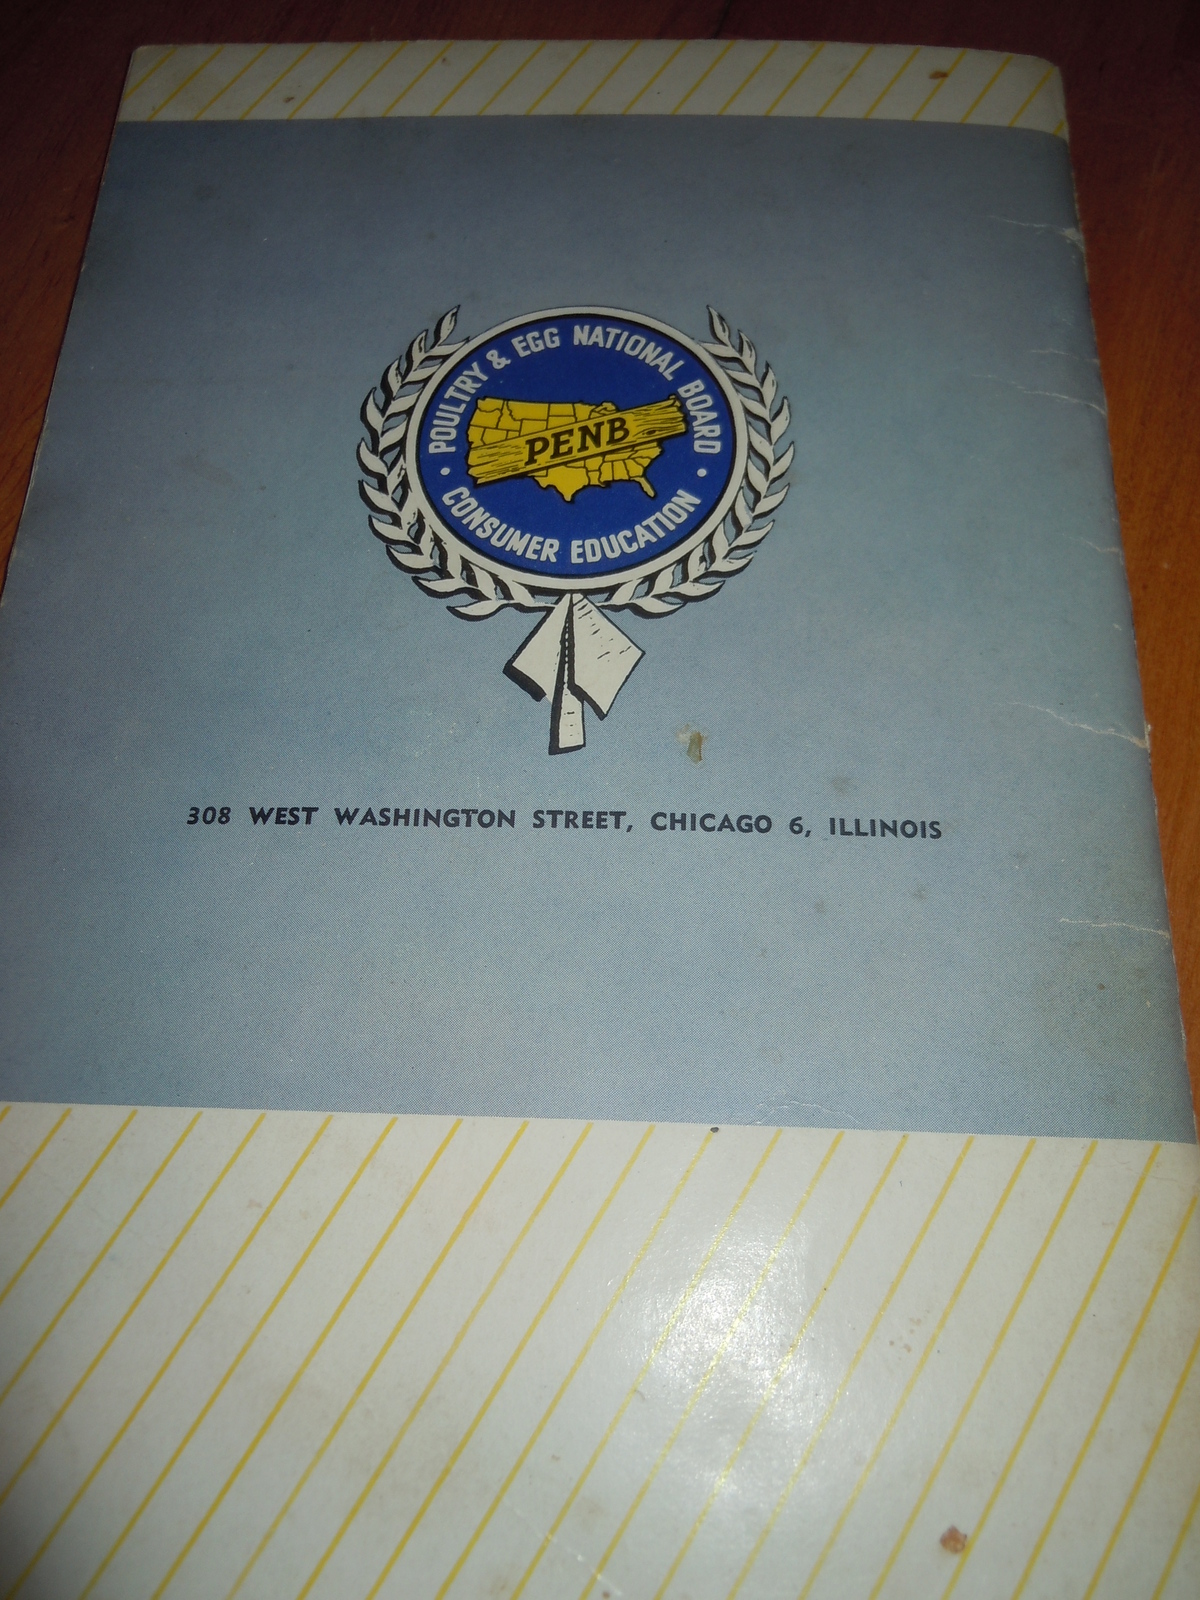 POULTRY & EGG NATIONAL BOARD
PENB
· CONSUMER EDUCATION ·
308 WEST WASHINGTON STREET, CHICAGO 6, ILLINOIS